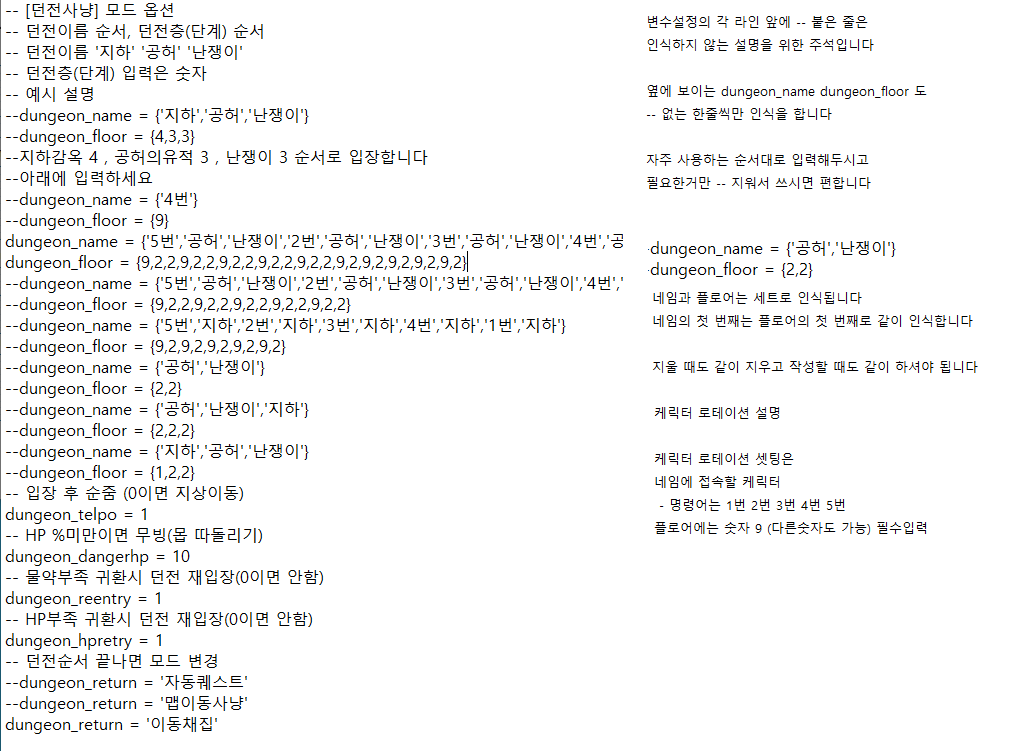 -- [던전사냥] 모드 옵션
-- 던전이름 순서, 던전층(단계) 순서
-- 던전이름 '지하' '공허' '난쟁이'
-- 던전층(단계) 입력은 숫자
-- 예시 설명
--dungeon_name = {'지하','공허','난쟁이'}
--dungeon_floor = {4,3,3}
--지하감옥 4 , 공허의유적 3 , 난쟁이 3 순서로 입장합니다
--아래에 입력하세요
--dungeon_name = {'4번'}
--dungeon_floor = {9}
dungeon_name = {'5번','공허','난쟁이','2번','공허','난쟁이','3번','공허','난쟁이','4번','공
dungeon_floor = {9,2,2,9,2,2,9,2,2,9,2,2,9,2,2,9,2,9,2,9,2,9,2,9,2}
--dungeon_name = {'5번','공허','난쟁이','2번','공허','난쟁이','3번','공허','난쟁이','4번','
--dungeon_floor = {9,2,2,9,2,2,9,2,2,9,2,2,9,2,2}
--dungeon_name = {'5번','지하','2번','지하','3번','지하','4번','지하','1번','지하'}
--dungeon_floor = {9,2,9,2,9,2,9,2,9,2}
--dungeon_name = {'공허','난쟁이'}
--dungeon_floor = {2,2}
--dungeon_name = {'공허','난쟁이','지하'}
--dungeon_floor = {2,2,2}
--dungeon_name = {'지하','공허','난쟁이'}
--dungeon_floor = {1,2,2}
-- 입장 후 순줌 (0이면 지상이동)
dungeon_telpo = 1
-- HP %미만이면 무빙(몹 따돌리기)
dungeon_dangerhp = 10
-- 물약부족 귀환시 던전 재입장(0이면 안함)
dungeon_reentry = 1
-- HP부족 귀환시 던전 재입장(0이면 안함)
dungeon_hpretry = 1
-- 던전순서 끝나면 모드 변경
--dungeon_return = '자동퀘스트'
--dungeon_return = '맵이동사냥'
dungeon_return = '이동채집'
변수설정의 각 라인 앞에 -- 붙은 줄은
인식하지 않는 설명을 위한 주석입니다
옆에 보이는 dungeon_name dungeon_floor 도
-- 없는 한줄씩만 인식을 합니다
자주 사용하는 순서대로 입력해두시고
필요한거만 -- 지워서 쓰시면 편합니다
-dungeon_name = {'공허','난쟁이'}
-dungeon_floor = {2,2}
네임과 플로어는 세트로 인식됩니다
네임의 첫 번째는 플로어의 첫 번째로 같이 인식합니다
지울 때도 같이 지우고 작성할 때도 같이 하셔야 됩니다
케릭터 로테이션 설명
케릭터 로테이션 셋팅은
네임에 접속할 케릭터
- 명령어는 1번 2번 3번 4번 5번
플로어에는 숫자 9 (다른숫자도 가능) 필수입력